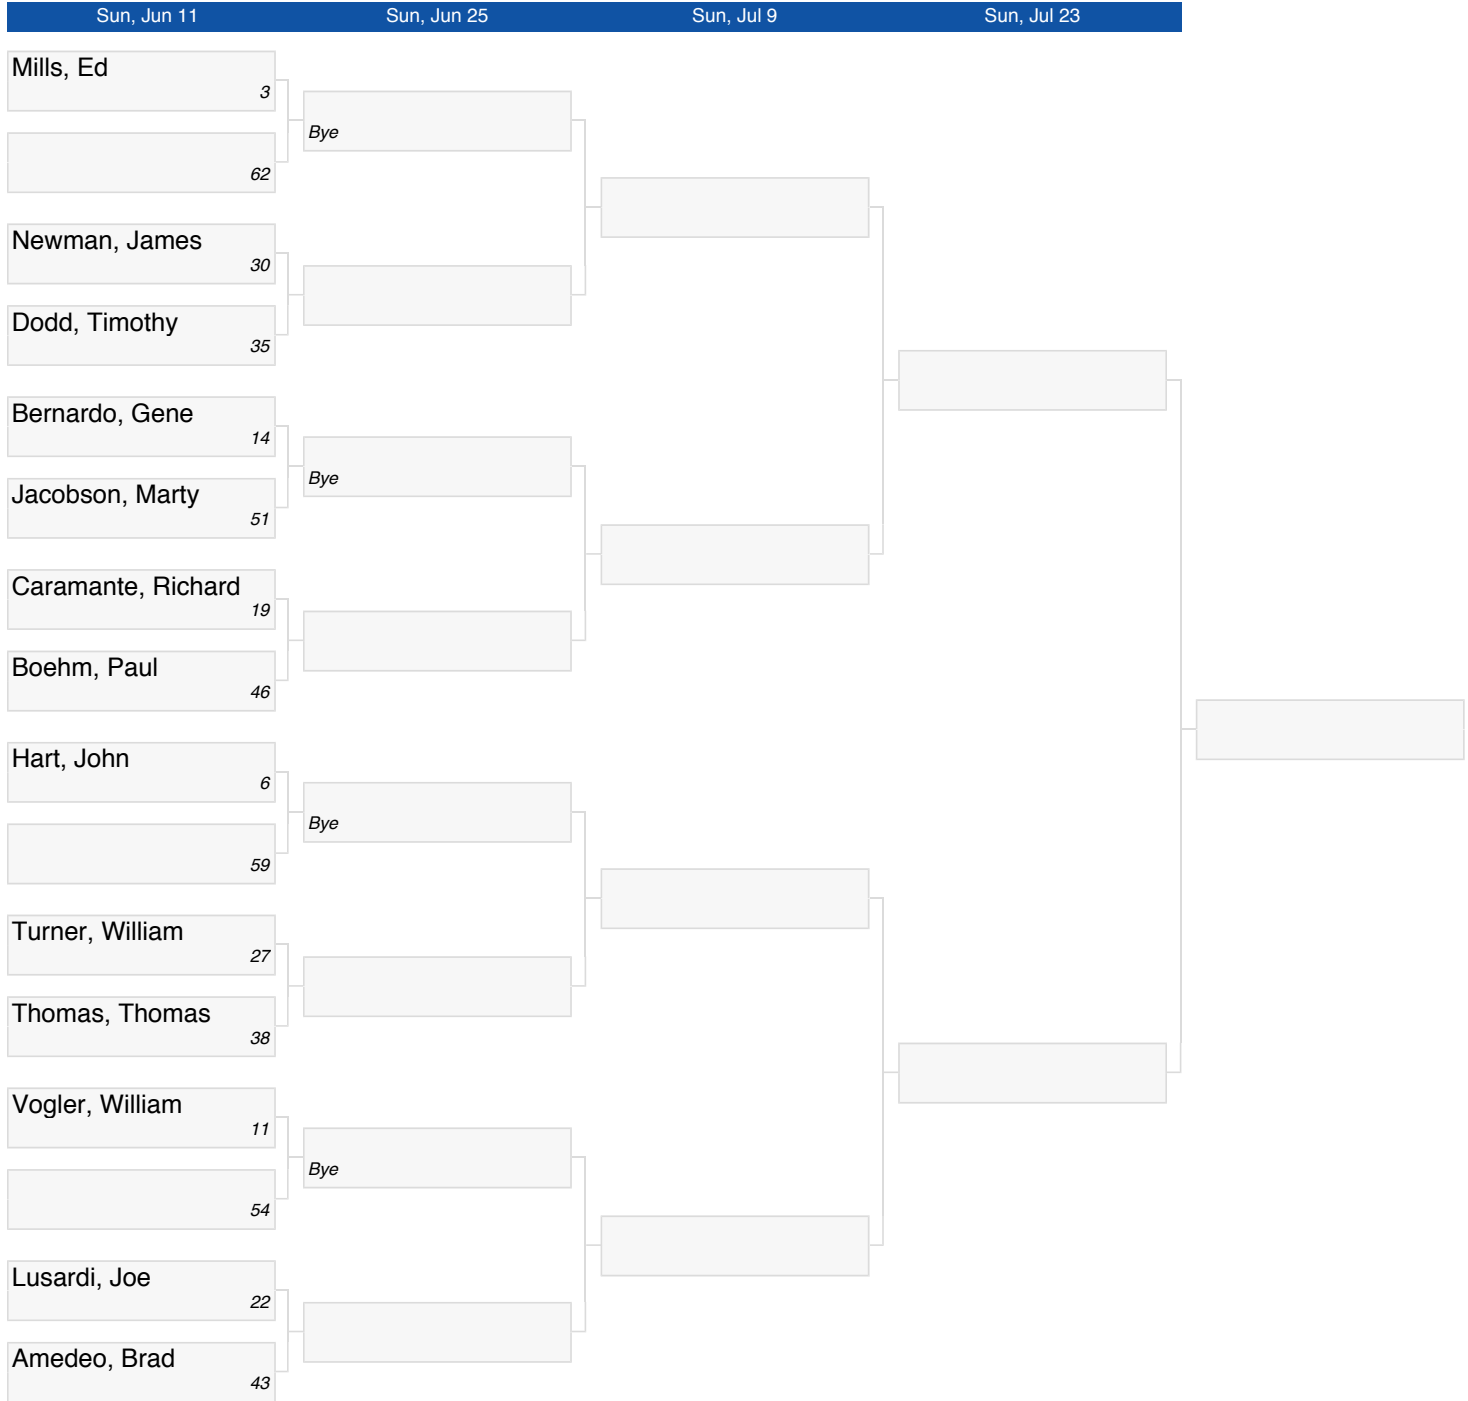 Sun, Jun 11 Sun, Jun 25 Sun, Jul 9 Sun, Jul 23
Mills, Ed
3
Bye
62
Newman, James
30
Dodd, Timothy
35
Bernardo, Gene
14
Bye
Jacobson, Marty
51
Caramante, Richard
19
Boehm, Paul
46
Hart, John
6
Bye
59
Turner, William
27
Thomas, Thomas
38
Vogler, William
11
Bye
54
Lusardi, Joe
22
Amedeo, Brad
43